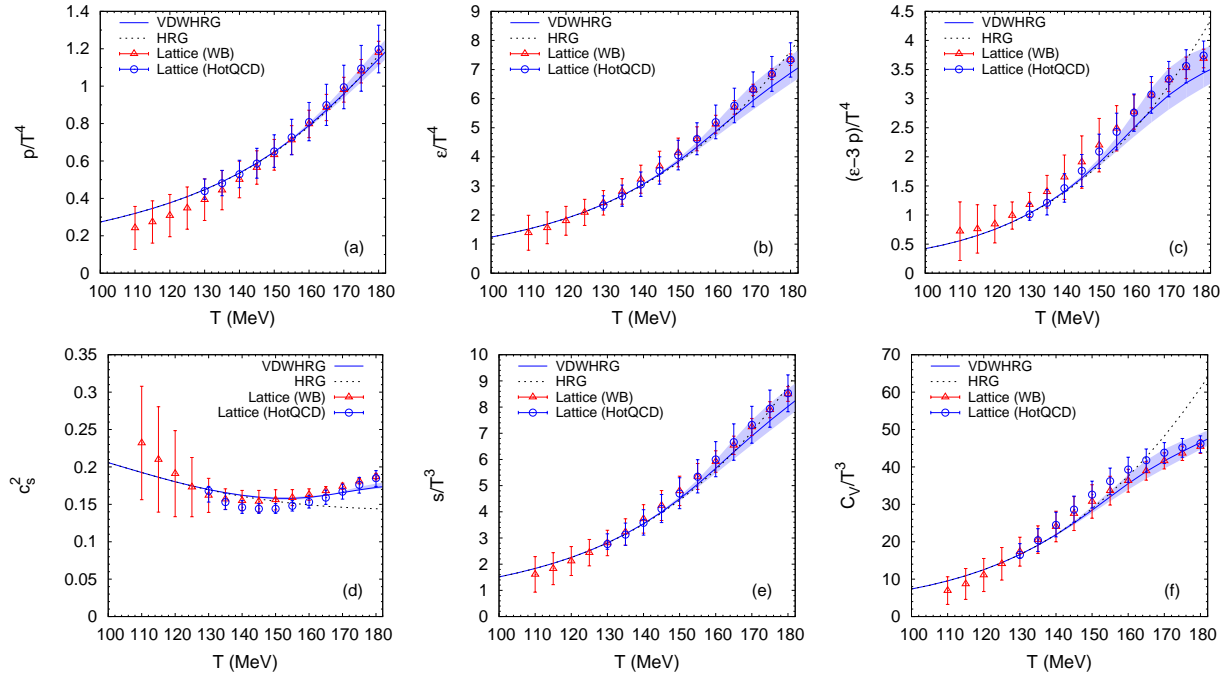 VDWHRG
HRG
Lattice (WB)
Lattice (HotQCD)
p/T⁴
1.4
1.2
1
0.8
0.6
0.4
0.2
0
100 110 120 130 140 150 160 170 180
T (MeV)
(a)
VDWHRG
HRG
Lattice (WB)
Lattice (HotQCD)
ε/T⁴
9
8
7
6
5
4
3
2
1
0
100 110 120 130 140 150 160 170 180
T (MeV)
(b)
VDWHRG
HRG
Lattice (WB)
Lattice (HotQCD)
(ε−3 p)/T⁴
4.5
4
3.5
3
2.5
2
1.5
1
0.5
0
100 110 120 130 140 150 160 170 180
T (MeV)
(c)
VDWHRG
HRG
Lattice (WB)
Lattice (HotQCD)
c²ₛ
0.35
0.3
0.25
0.2
0.15
0.1
0.05
0
100 110 120 130 140 150 160 170 180
T (MeV)
(d)
VDWHRG
HRG
Lattice (WB)
Lattice (HotQCD)
s/T³
10
9
8
7
6
5
4
3
2
1
0
100 110 120 130 140 150 160 170 180
T (MeV)
(e)
VDWHRG
HRG
Lattice (WB)
Lattice (HotQCD)
C_V/T³
70
60
50
40
30
20
10
0
100 110 120 130 140 150 160 170 180
T (MeV)
(f)